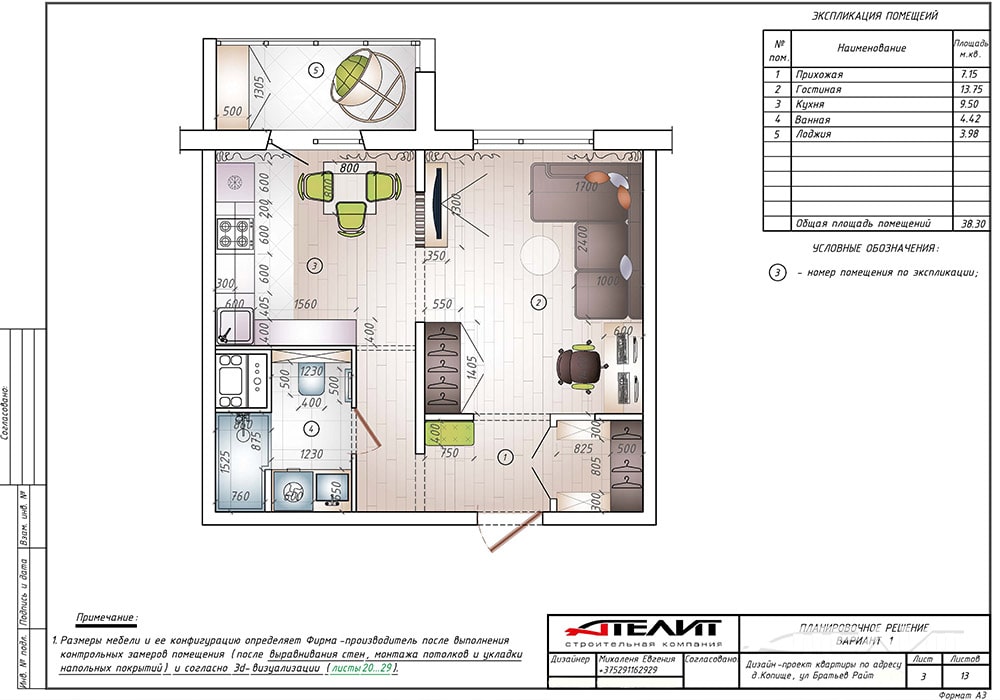 ЭКСПЛИКАЦИЯ ПОМЕЩЕИЙ
№ пом. Наименование Площадь м.кв.
1 Прихожая 7.15
2 Гостиная 13.75
3 Кухня 9.50
4 Ванная 4.42
5 Лоджия 3.98
Общая площадь помещений 38.30
УСЛОВНЫЕ ОБОЗНАЧЕНИЯ:
3 - номер помещения по экспликации;
5
1305
500
800
800
600
200
600
600
300
600
405
400
1560
400
3
1300
350
550
1700
2400
1000
600
2
1405
1230
500
500
400
4
860
875
1525
1230
760
600
550
400
750
1
300
825
805
500
300
Согласовано:
Взам. инв. №
Подпись и дата
Инв. № подл.
Примечание:
1. Размеры мебели и ее конфигурацию определяет Фирма-производитель после выполнения
контрольных замеров помещения (после выравнивания стен, монтажа потолков и укладки
напольных покрытий) и согласно 3d-визуализации (листы 20...29).
АТЕЛИТ
строительная компания
ПЛАНИРОВОЧНОЕ РЕШЕНИЕ
ВАРИАНТ 1
Дизайнер Михаленя Евгения
+375291162929
Согласовано:
Дизайн-проект квартиры по адресу
д.Копище, ул Братьев Райт
Лист Листов
3 13
Формат А3